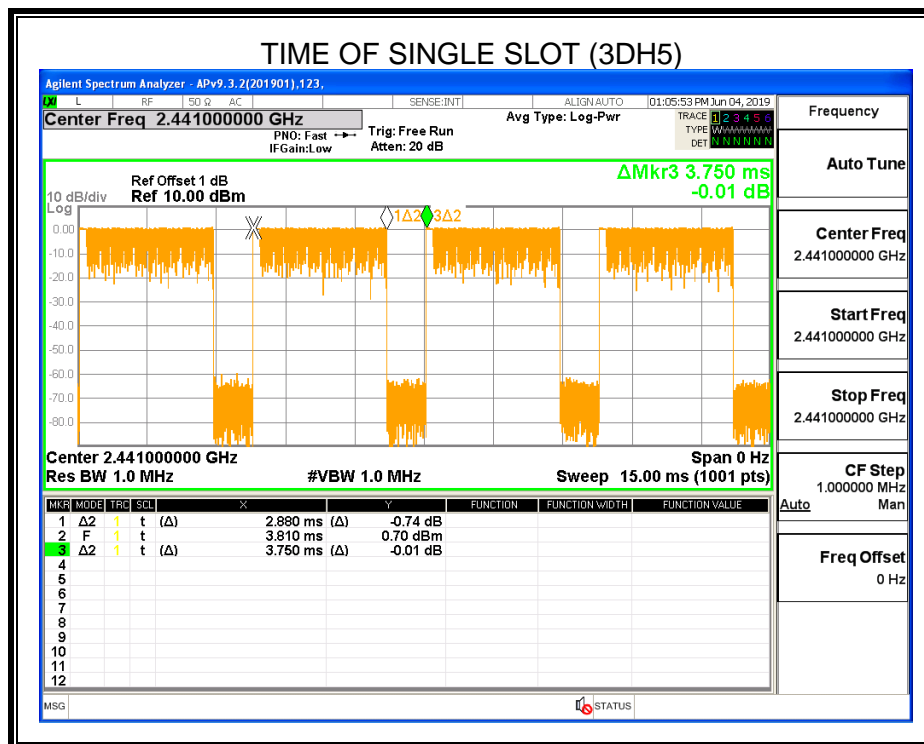 TIME OF SINGLE SLOT (3DH5)
Agilent Spectrum Analyzer - APv9.3.2(201901),123,
LXI L RF 50 Ω AC SENSE:INT ALIGN AUTO 01:05:53 PM Jun 04, 2019
Center Freq 2.441000000 GHz
PNO: Fast
IFGain:Low
Trig: Free Run
Atten: 20 dB
Avg Type: Log-Pwr
TRACE 1 2 3 4 5 6
TYPE W
DET N N N N N N
ΔMkr3 3.750 ms
-0.01 dB
Ref Offset 1 dB
10 dB/div Ref 10.00 dBm
Log
1Δ2 3Δ2
0.00
-10.0
-20.0
-30.0
-40.0
-50.0
-60.0
-70.0
-80.0
Center 2.441000000 GHz Span 0 Hz
Res BW 1.0 MHz #VBW 1.0 MHz Sweep 15.00 ms (1001 pts)
MKR MODE TRC SCL X Y FUNCTION FUNCTION WIDTH FUNCTION VALUE
1 Δ2 1 t (Δ) 2.880 ms (Δ) -0.74 dB
2 F 1 t 3.810 ms 0.70 dBm
3 Δ2 1 t (Δ) 3.750 ms (Δ) -0.01 dB
4
5
6
7
8
9
10
11
12
MSG STATUS
Frequency
Auto Tune
Center Freq
2.441000000 GHz
Start Freq
2.441000000 GHz
Stop Freq
2.441000000 GHz
CF Step
1.000000 MHz
Auto Man
Freq Offset
0 Hz